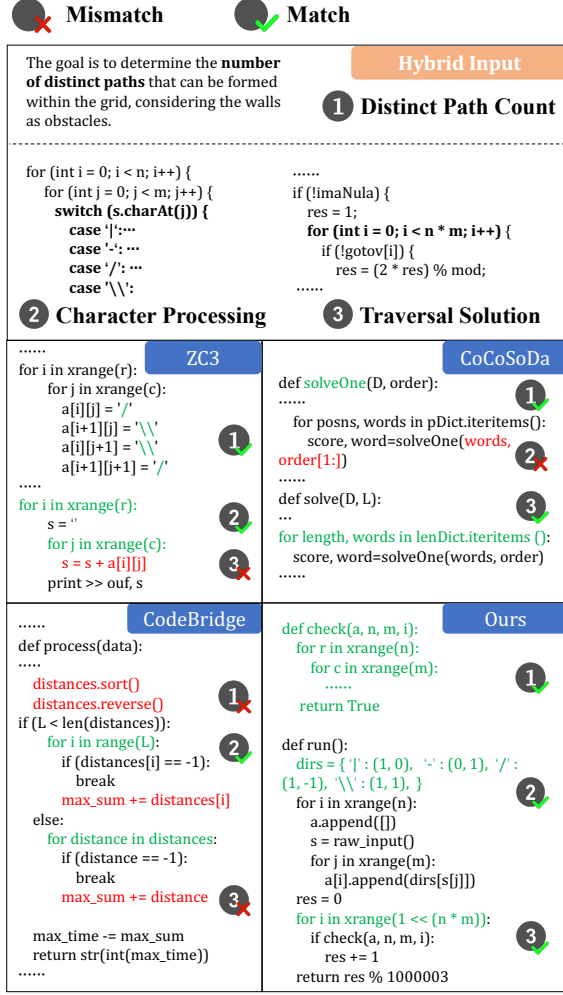 Mismatch
Match
The goal is to determine the number
of distinct paths that can be formed
within the grid, considering the walls
as obstacles.
Hybrid Input
1 Distinct Path Count
for (int i = 0; i < n; i++) {
for (int j = 0; j < m; j++) {
switch (s.charAt(j)) {
case '|':···
case '-': ···
case '/': ···
case '\\':
2 Character Processing
……
if (!imaNula) {
res = 1;
for (int i = 0; i < n * m; i++) {
if (!gotov[i]) {
res = (2 * res) % mod;
……
3 Traversal Solution
ZC3
……
for i in xrange(r):
for j in xrange(c):
a[i][j] = '/'
a[i+1][j] = '\\'
a[i][j+1] = '\\'
a[i+1][j+1] = '/'
1
.....
for i in xrange(r):
s = ''
2
for j in xrange(c):
s = s + a[i][j]
3
print >> ouf, s
CoCoSoDa
def solveOne(D, order):
1
……
for posns, words in pDict.iteritems():
score, word=solveOne(words,
order[1:])
2
……
def solve(D, L):
3
...
for length, words in lenDict.iteritems ():
score, word=solveOne(words, order)
……
CodeBridge
……
def process(data):
.....
distances.sort()
distances.reverse()
1
if (L < len(distances)):
for i in range(L):
2
if (distances[i] == -1):
break
max_sum += distances[i]
else:
for distance in distances:
if (distance == -1):
break
max_sum += distance
3
max_time -= max_sum
return str(int(max_time))
……
Ours
def check(a, n, m, i):
for r in xrange(n):
for c in xrange(m):
……
1
return True
def run():
dirs = { '|' : (1, 0), '-' : (0, 1), '/' :
(1, -1), '\\' : (1, 1), }
2
for i in xrange(n):
a.append([])
s = raw_input()
for j in xrange(m):
a[i].append(dirs[s[j]])
res = 0
for i in xrange(1 << (n * m)):
3
if check(a, n, m, i):
res += 1
return res % 1000003